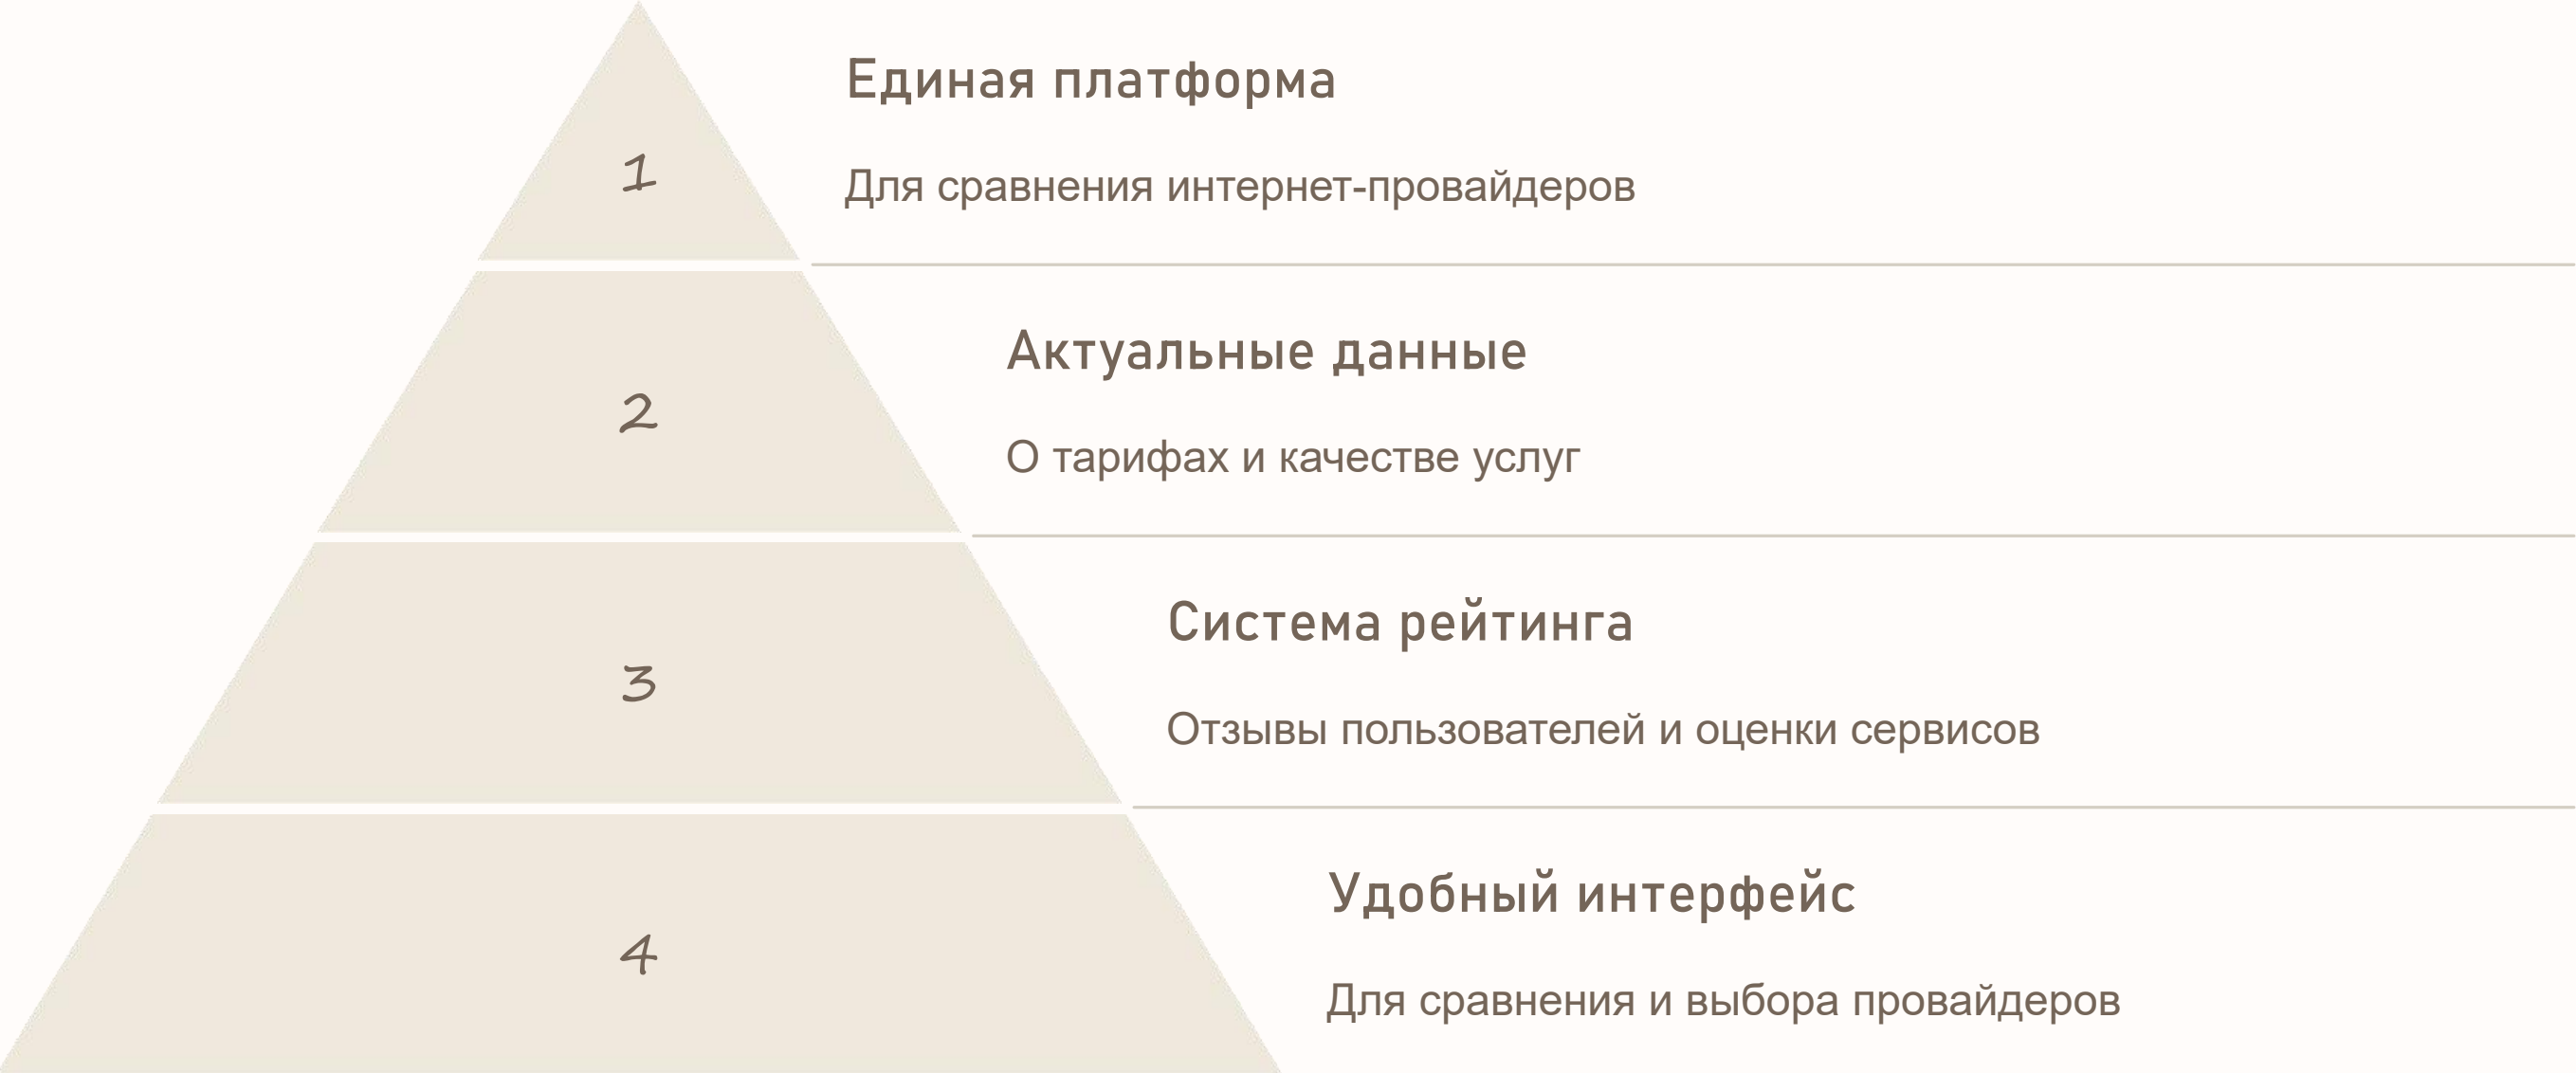 1
Единая платформа
Для сравнения интернет-провайдеров
2
Актуальные данные
О тарифах и качестве услуг
3
Система рейтинга
Отзывы пользователей и оценки сервисов
4
Удобный интерфейс
Для сравнения и выбора провайдеров